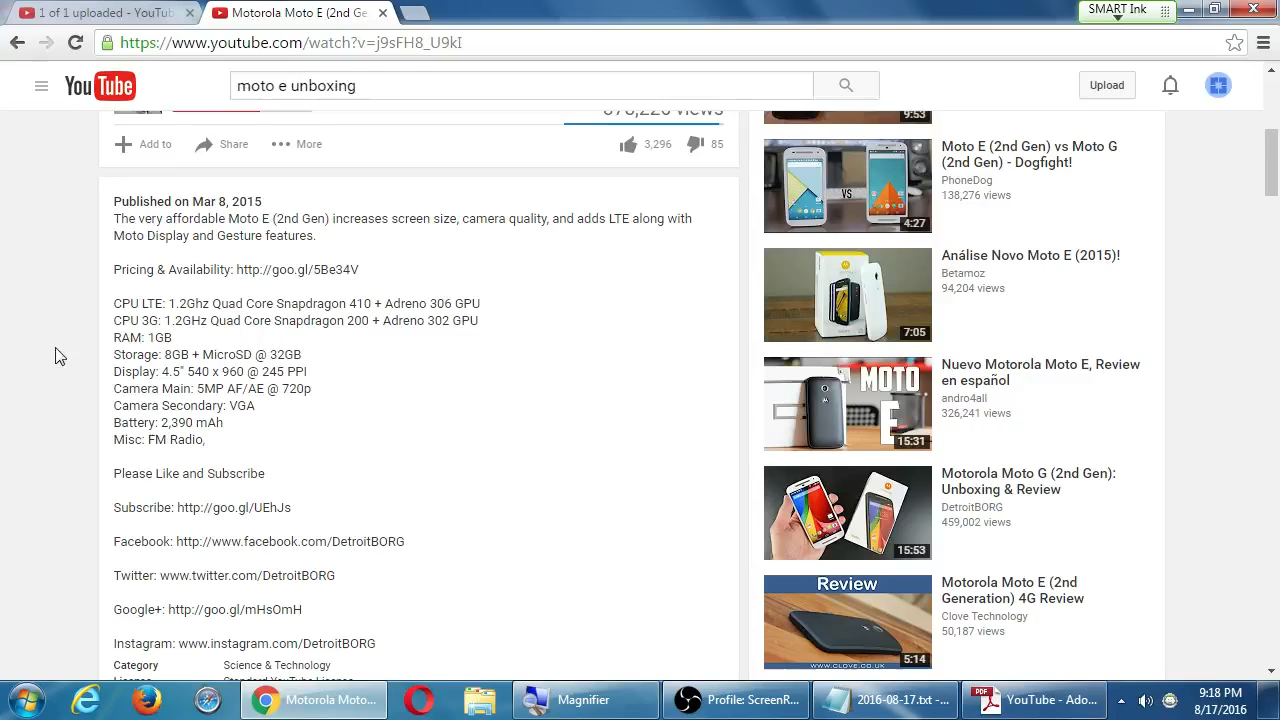 1 of 1 uploaded - YouTub
Motorola Moto E (2nd Ge
SMART Ink
https://www.youtube.com/watch?v=j9sFH8_U9kI
YouTube
moto e unboxing
Upload
views
Add to
Share
More
3,296
85
Published on Mar 8, 2015
The very affordable Moto E (2nd Gen) increases screen size, camera quality, and adds LTE along with
Moto Display and Gesture features.
Pricing & Availability: http://goo.gl/5Be34V
CPU LTE: 1.2Ghz Quad Core Snapdragon 410 + Adreno 306 GPU
CPU 3G: 1.2GHz Quad Core Snapdragon 200 + Adreno 302 GPU
RAM: 1GB
Storage: 8GB + MicroSD @ 32GB
Display: 4.5" 540 x 960 @ 245 PPI
Camera Main: 5MP AF/AE @ 720p
Camera Secondary: VGA
Battery: 2,390 mAh
Misc: FM Radio,
Please Like and Subscribe
Subscribe: http://goo.gl/UEhJs
Facebook: http://www.facebook.com/DetroitBORG
Twitter: www.twitter.com/DetroitBORG
Google+: http://goo.gl/mHsOmH
Instagram: www.instagram.com/DetroitBORG
Category
Science & Technology
9:53
VS
4:27
Moto E (2nd Gen) vs Moto G
(2nd Gen) - Dogfight!
PhoneDog
138,276 views
7:05
Análise Novo Moto E (2015)!
Betamoz
94,204 views
MOTO
E
15:31
Nuevo Motorola Moto E, Review
en español
andro4all
326,241 views
15:53
Motorola Moto G (2nd Gen):
Unboxing & Review
DetroitBORG
459,002 views
Review
5:14
WWW.CLOVE.CO.UK
Motorola Moto E (2nd
Generation) 4G Review
Clove Technology
50,187 views
Motorola Moto...
Magnifier
Profile: ScreenR...
2016-08-17.txt -...
PDF
YouTube - Ado...
9:18 PM
8/17/2016